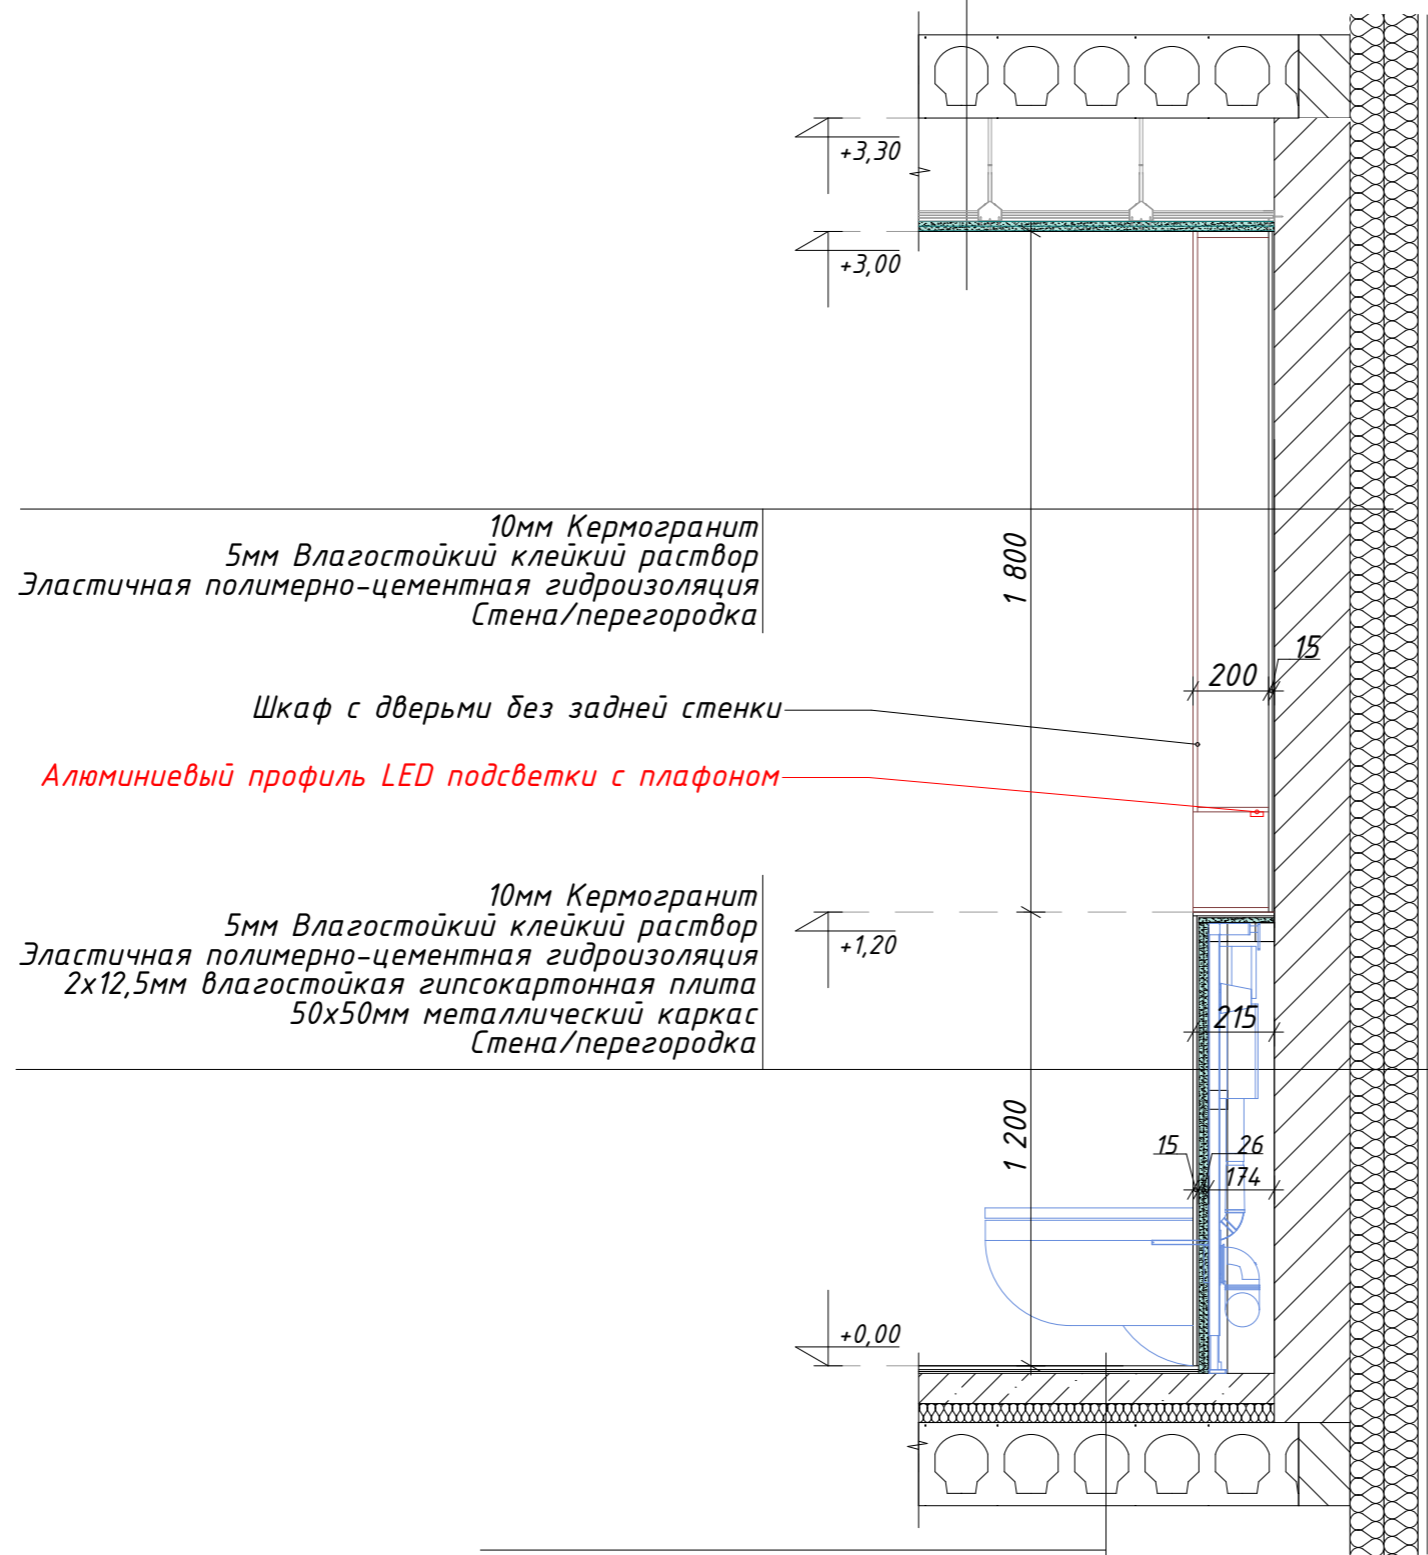 +3,30
+3,00
10мм Кермогранит
5мм Влагостойкий клейкий раствор
Эластичная полимерно-цементная гидроизоляция
Стена/перегородка
1 800
15
200
Шкаф с дверьми без задней стенки
Алюминиевый профиль LED подсветки с плафоном
10мм Кермогранит
5мм Влагостойкий клейкий раствор
Эластичная полимерно-цементная гидроизоляция
2х12,5мм влагостойкая гипсокартонная плита
50х50мм металлический каркас
Стена/перегородка
+1,20
215
1 200
15
26
174
+0,00